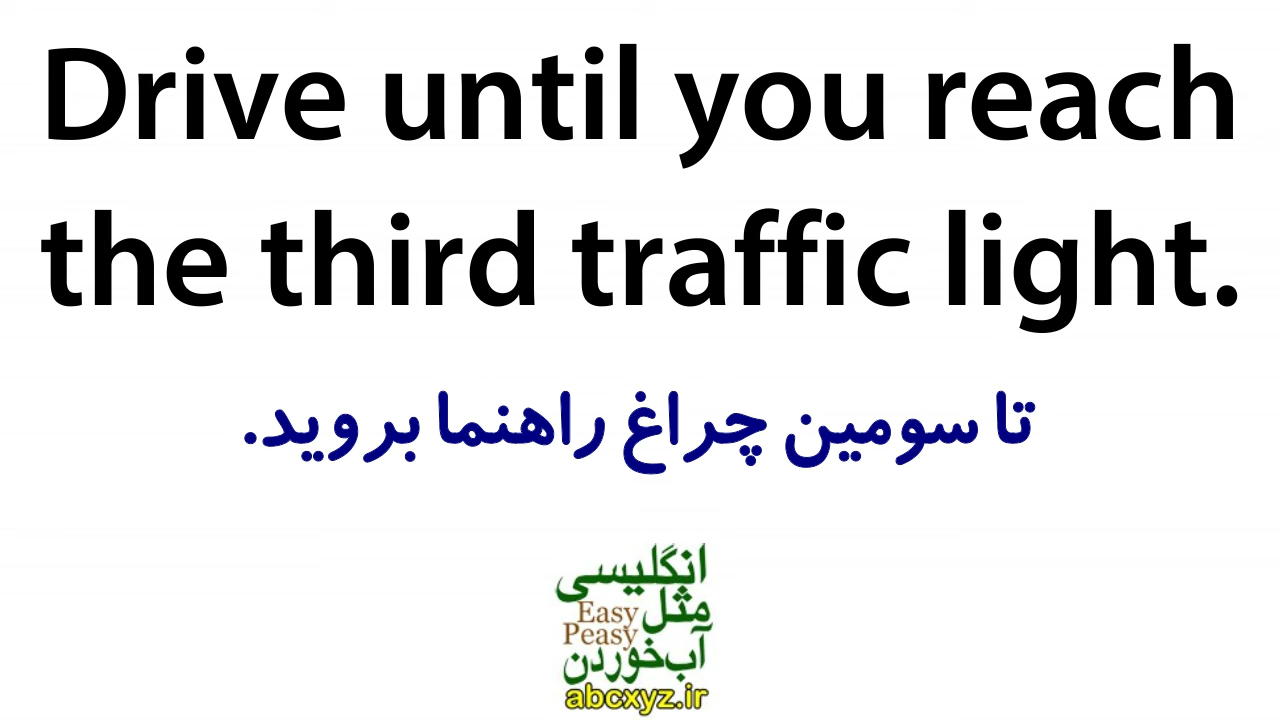 Drive until you reach
the third traffic light.
تا سومین چراغ راهنما بروید.
انگلیسی
مثل Easy
Peasy
آب‌خوردن
abcxyz.ir